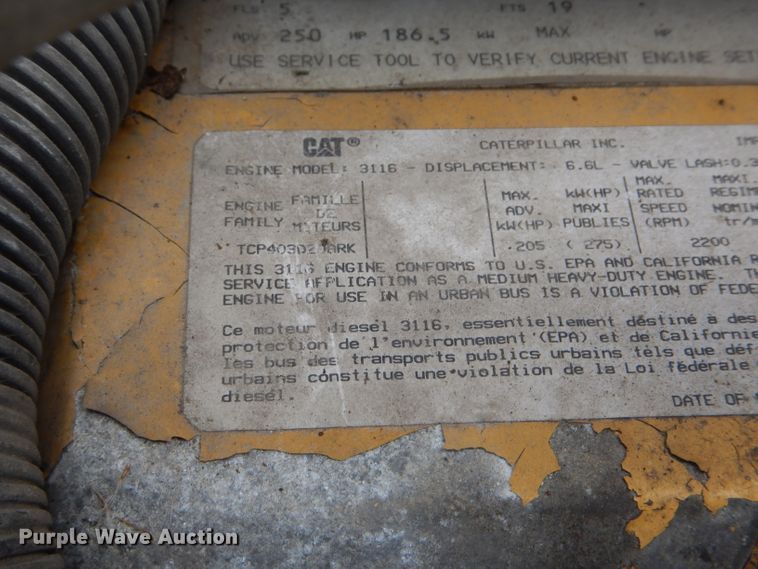 FLS 5 FTS 19
ADV 250 HP 186.5 KW MAX HP
USE SERVICE TOOL TO VERIFY CURRENT ENGINE SET
CAT® CATERPILLAR INC. IMP
ENGINE MODEL: 3116 - DISPLACEMENT: 6.6L - VALVE LASH:0.3
ENGINE FAMILLE
DE
FAMILY MOTEURS
MAX. KW(HP)
ADV. MAXI
KW(HP) PUBLIES
MAX. MAXI.
RATED REGIM
SPEED NOMIN
(RPM) tr/m
205 (275) 2200
THIS 3116 ENGINE CONFORMS TO U.S. EPA AND CALIFORNIA R
SERVICE APPLICATION AS A MEDIUM HEAVY-DUTY ENGINE. TH
ENGINE FOR USE IN AN URBAN BUS IS A VIOLATION OF FEDE
Ce moteur diesel 3116, essentiellement destiné à des
protection de l'environnement (EPA) et de Californie
les bus des transports publics urbains tels que déf
urbains constitue une violation de la Loi fédérale
diesel.
DATE OF
Purple Wave Auction